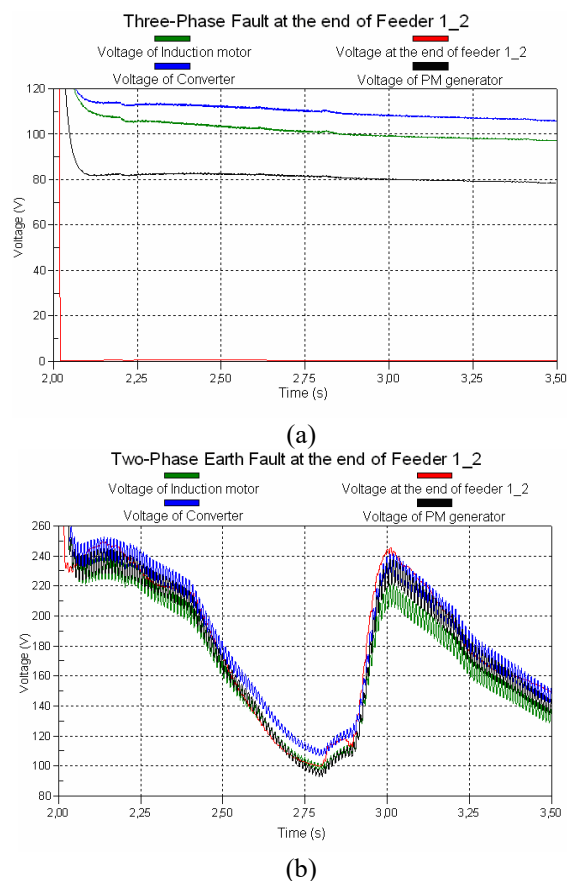 Three-Phase Fault at the end of Feeder 1_2
Voltage of Induction motor
Voltage at the end of feeder 1_2
Voltage of Converter
Voltage of PM generator
120
100
80
60
40
20
0
Voltage (V)
2,00 2,25 2,50 2,75 3,00 3,25 3,50
Time (s)
(a)
Two-Phase Earth Fault at the end of Feeder 1_2
Voltage of Induction motor
Voltage at the end of feeder 1_2
Voltage of Converter
Voltage of PM generator
260
240
220
200
180
160
140
120
100
80
Voltage (V)
2,00 2,25 2,50 2,75 3,00 3,25 3,50
Time (s)
(b)